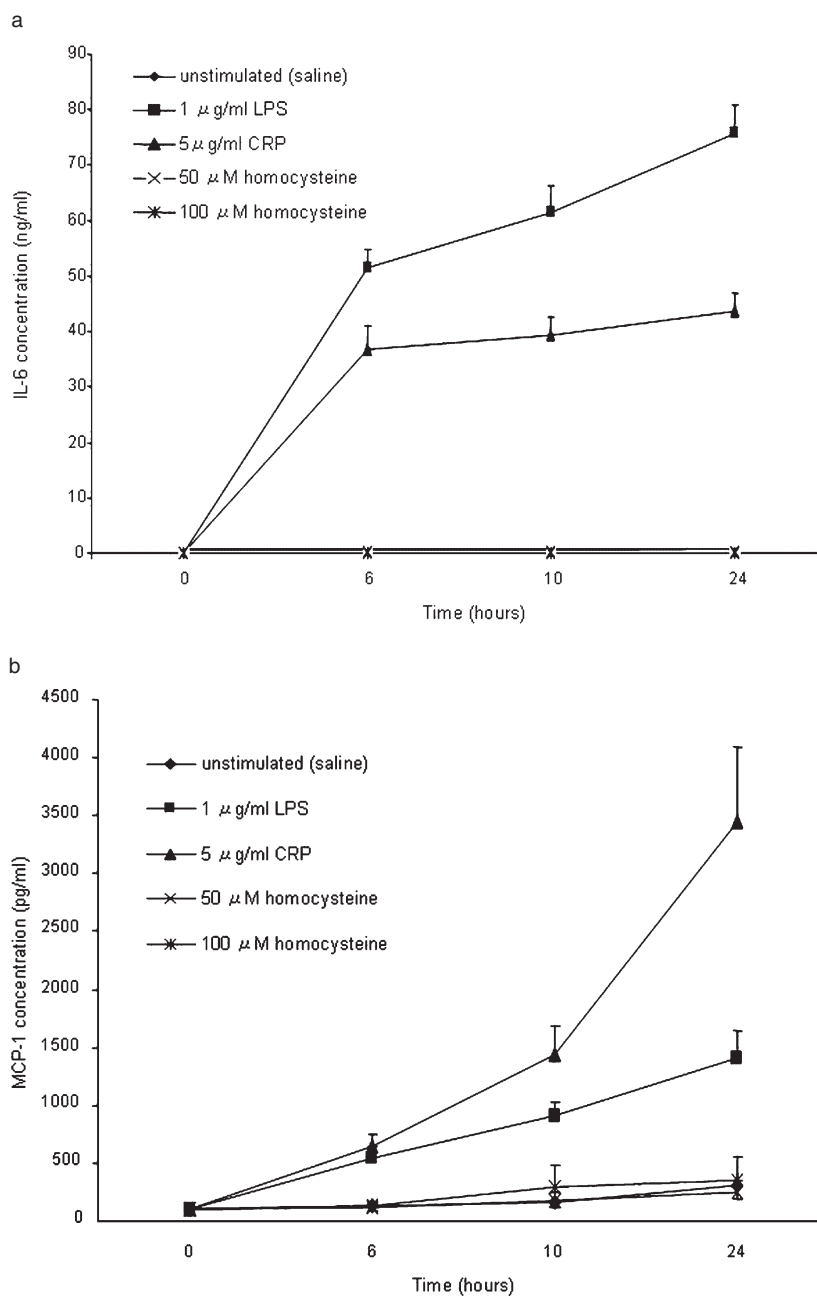 a
90
80
70
60
50
40
30
20
10
0
IL-6 concentration (ng/ml)
unstimulated (saline)
1 μg/ml LPS
5μg/ml CRP
50 μM homocysteine
100 μM homocysteine
0 6 10 24
Time (hours)
b
4500
4000
3500
3000
2500
2000
1500
1000
500
0
MCP-1 concentration (pg/ml)
unstimulated (saline)
1 μg/ml LPS
5 μg/ml CRP
50 μM homocysteine
100 μM homocysteine
0 6 10 24
Time (hours)